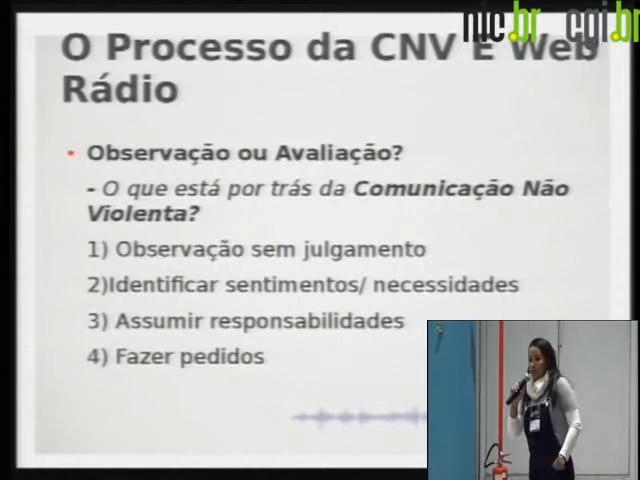 nic.br cgi.br
O Processo da CNV E Web
Rádio
• Observação ou Avaliação?
- O que está por trás da Comunicação Não
Violenta?
1) Observação sem julgamento
2)Identificar sentimentos/ necessidades
3) Assumir responsabilidades
4) Fazer pedidos